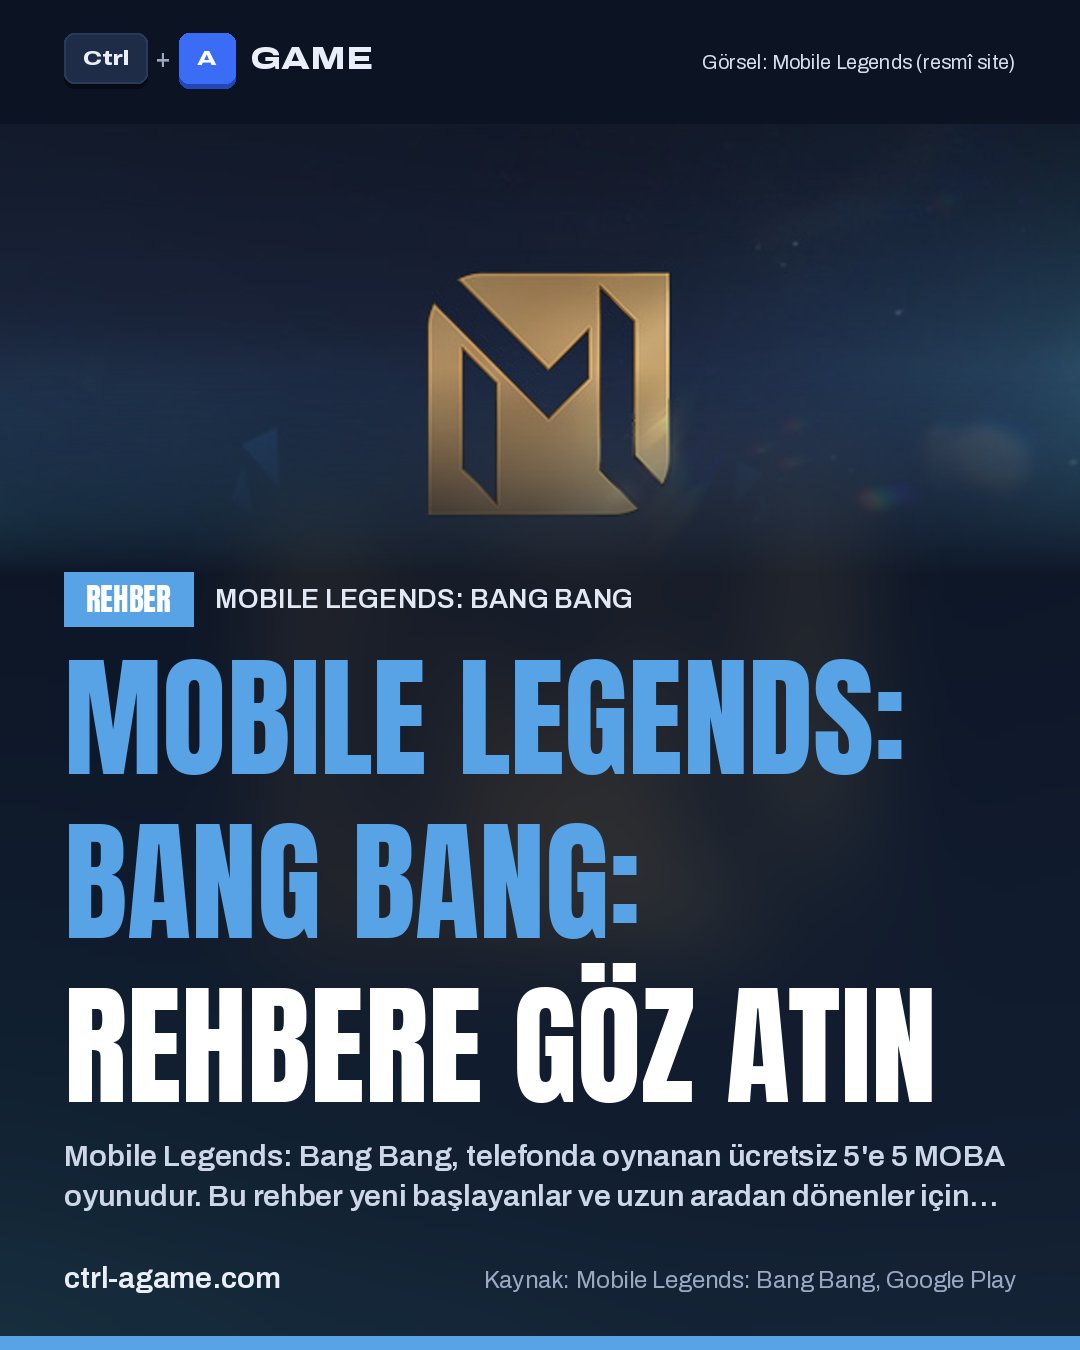 Ctrl + A GAME
Görsel: Mobile Legends (resmî site)
REHBER MOBILE LEGENDS: BANG BANG
MOBILE LEGENDS:
BANG BANG:
REHBERE GÖZ ATIN
Mobile Legends: Bang Bang, telefonda oynanan ücretsiz 5'e 5 MOBA
oyunudur. Bu rehber yeni başlayanlar ve uzun aradan dönenler için...
ctrl-agame.com
Kaynak: Mobile Legends: Bang Bang, Google Play